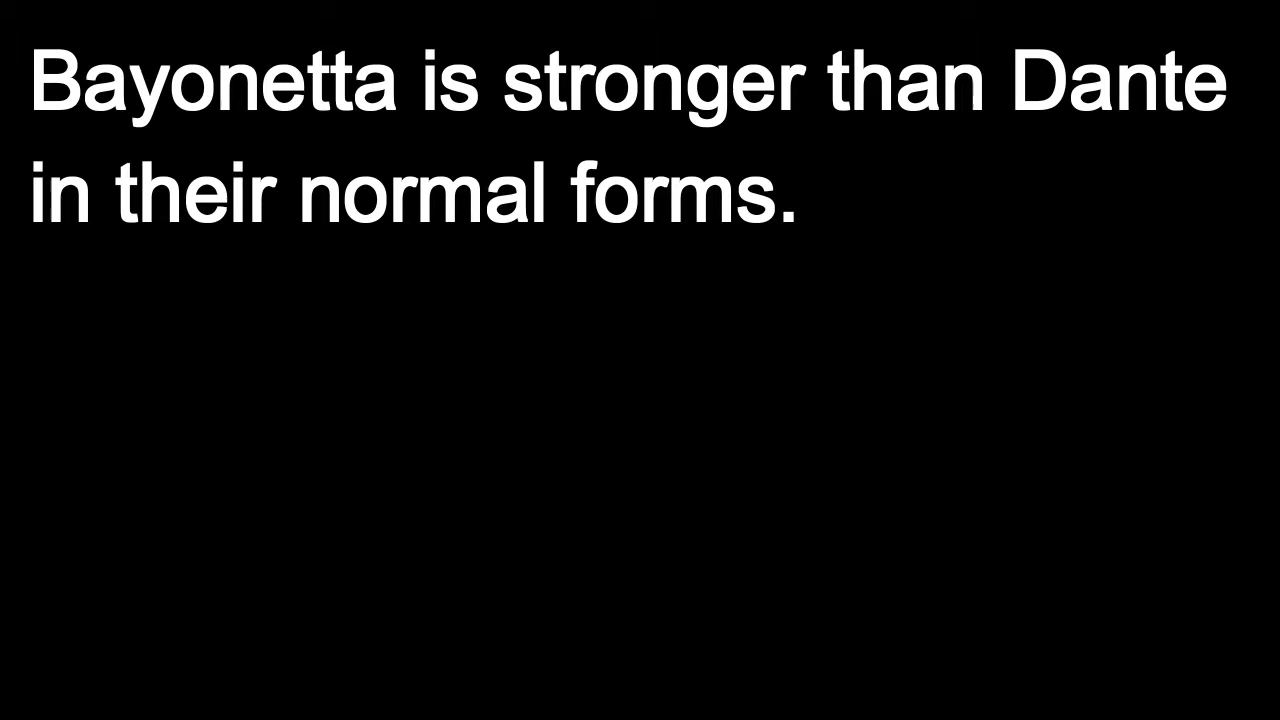 Bayonetta is stronger than Dante
in their normal forms.